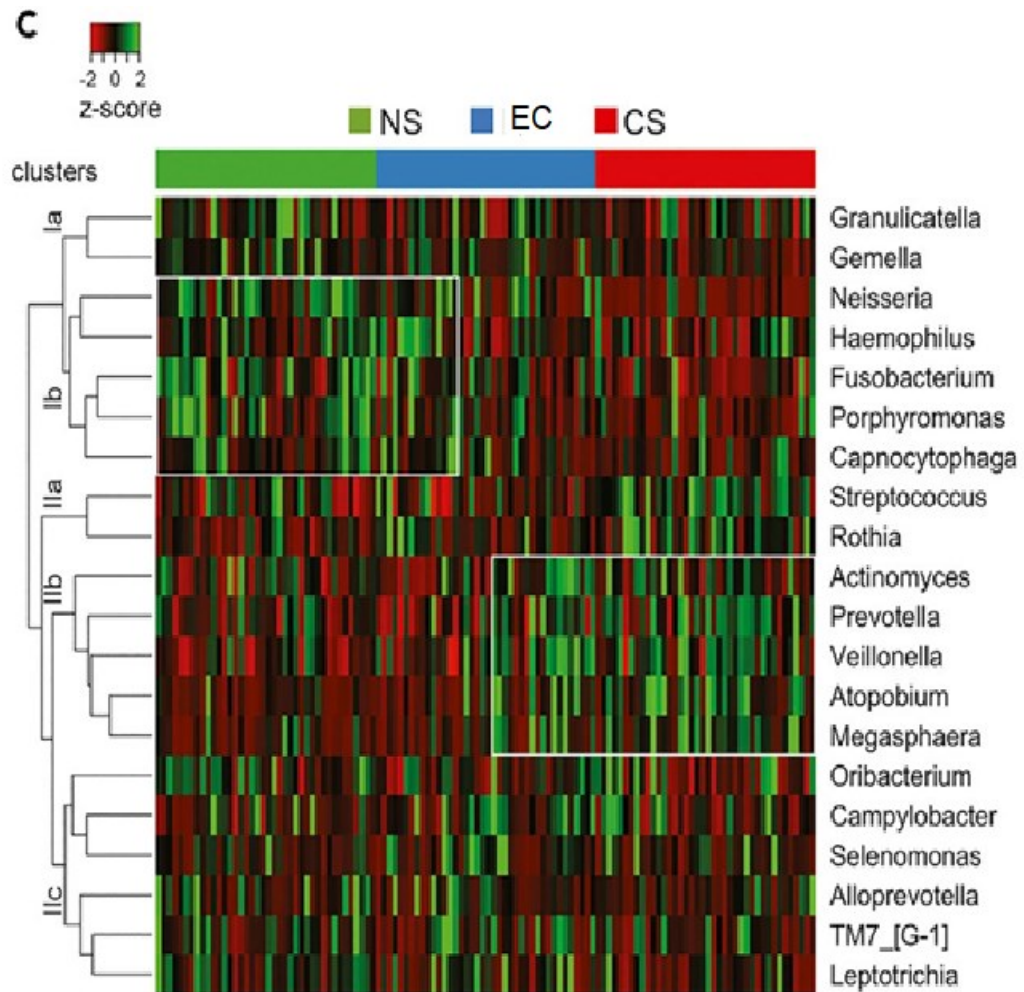 C
-2 0 2
z-score
NS EC CS
clusters
Ia
Ib
IIa
IIb
IIc
Granulicatella
Gemella
Neisseria
Haemophilus
Fusobacterium
Porphyromonas
Capnocytophaga
Streptococcus
Rothia
Actinomyces
Prevotella
Veillonella
Atopobium
Megasphaera
Oribacterium
Campylobacter
Selenomonas
Alloprevotella
TM7_[G-1]
Leptotrichia